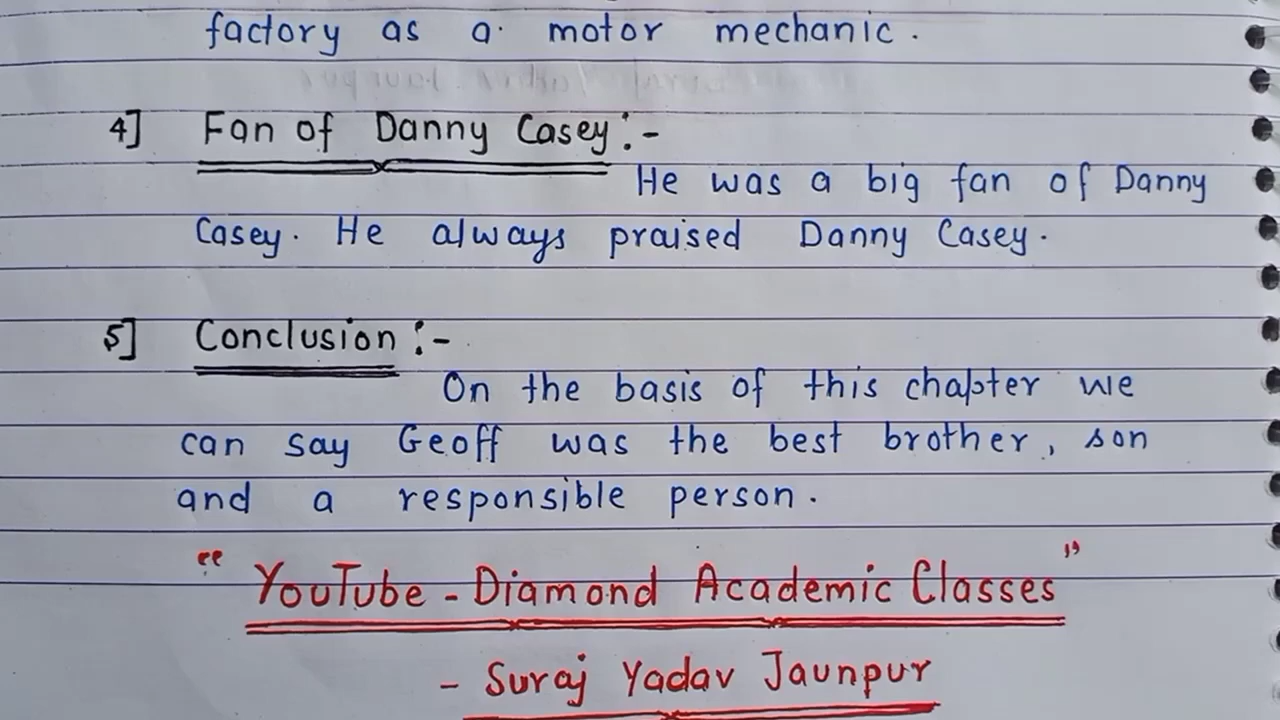 factory as a motor mechanic.
4] Fan of Danny Casey :-
He was a big fan of Danny
Casey. He always praised Danny Casey.
5] Conclusion :-
On the basis of this chapter we
can say Geoff was the best brother, son
and a responsible person.
"YouTube - Diamond Academic Classes"
- Suraj Yadav Jaunpur